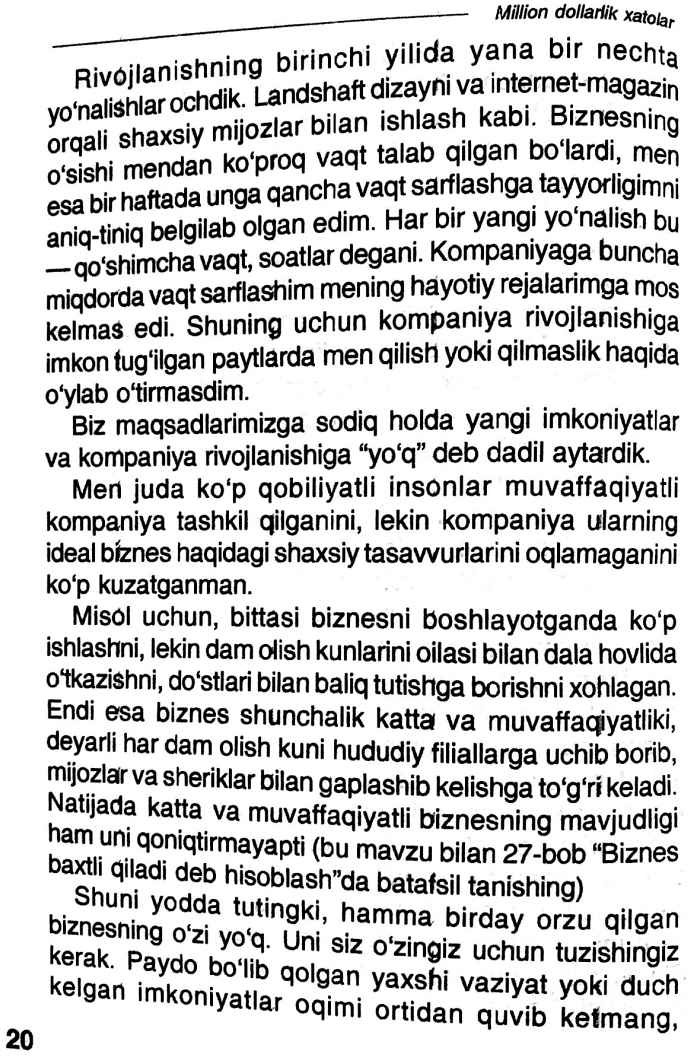 Million dollarlik xatolar
Rivojlanishning birinchi yilida yana bir nechta
yo‘nalishlar ochdik. Landshaft dizayni va internet-magazin
orqali shaxsiy mijozlar bilan ishlash kabi. Biznesning
o‘sishi mendan ko‘proq vaqt talab qilgan bo‘lardi, men
esa bir haftada unga qancha vaqt sarflashga tayyorligimni
aniq-tiniq belgilab olgan edim. Har bir yangi yo‘nalish bu
— qo‘shimcha vaqt, soatlar degani. Kompaniyaga buncha
miqdorda vaqt sarflashim mening hayotiy rejalarimga mos
kelmas edi. Shuning uchun kompaniya rivojlanishiga
imkon tug‘ilgan paytlarda men qilish yoki qilmaslik haqida
o‘ylab o‘tirmasdim.
Biz maqsadlarimizga sodiq holda yangi imkoniyatlar
va kompaniya rivojlanishiga “yo‘q” deb dadil aytardik.
Men juda ko‘p qobiliyatli insonlar muvaffaqiyatli
kompaniya tashkil qilganini, lekin kompaniya ularning
ideal biznes haqidagi shaxsiy tasavvurlarini oqlamaganini
ko‘p kuzatganman.
Misol uchun, bittasi biznesni boshlayotganda ko‘p
ishlashni, lekin dam olish kunlarini oilasi bilan dala hovlida
o‘tkazishni, do‘stlari bilan baliq tutishga borishni xohlagan.
Endi esa biznes shunchalik katta va muvaffaqiyatliki,
deyarli har dam olish kuni hududiy filiallarga uchib borib,
mijozlar va sheriklar bilan gaplashib kelishga to‘g‘ri keladi.
Natijada katta va muvaffaqiyatli biznesning mavjudligi
ham uni qoniqtirmayapti (bu mavzu bilan 27-bob “Biznes
baxtli qiladi deb hisoblash”da batafsil tanishing)
Shuni yodda tutingki, hamma birday orzu qilgan
biznesning o‘zi yo‘q. Uni siz o‘zingiz uchun tuzishingiz
kerak. Paydo bo‘lib qolgan yaxshi vaziyat yoki duch
kelgan imkoniyatlar oqimi ortidan quvib ketmang,
20